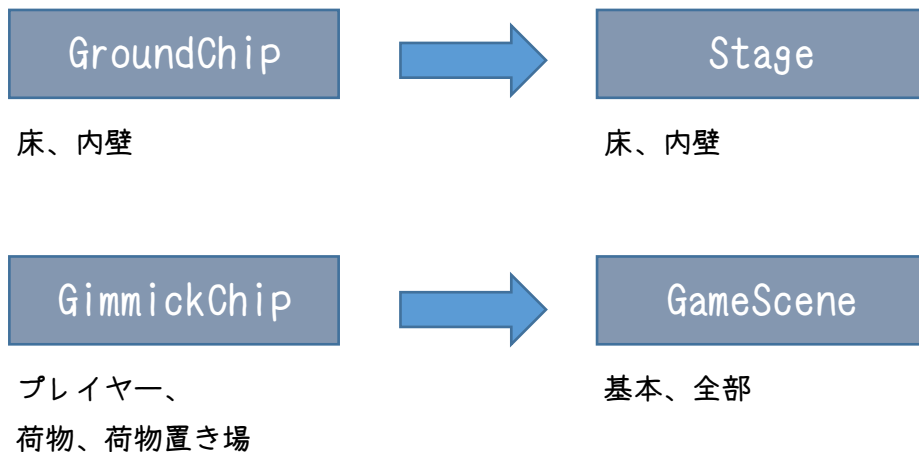 GroundChip
Stage
床、内壁
床、内壁
GimmickChip
GameScene
プレイヤー、
荷物、荷物置き場
基本、全部